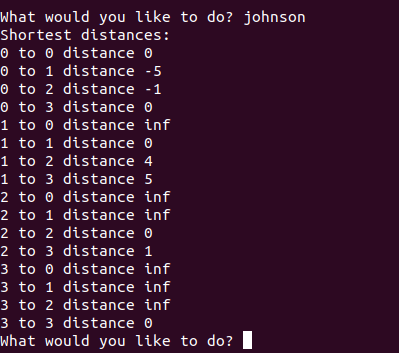 What would you like to do? johnson
Shortest distances:
0 to 0 distance 0
0 to 1 distance -5
0 to 2 distance -1
0 to 3 distance 0
1 to 0 distance inf
1 to 1 distance 0
1 to 2 distance 4
1 to 3 distance 5
2 to 0 distance inf
2 to 1 distance inf
2 to 2 distance 0
2 to 3 distance 1
3 to 0 distance inf
3 to 1 distance inf
3 to 2 distance inf
3 to 3 distance 0
What would you like to do?